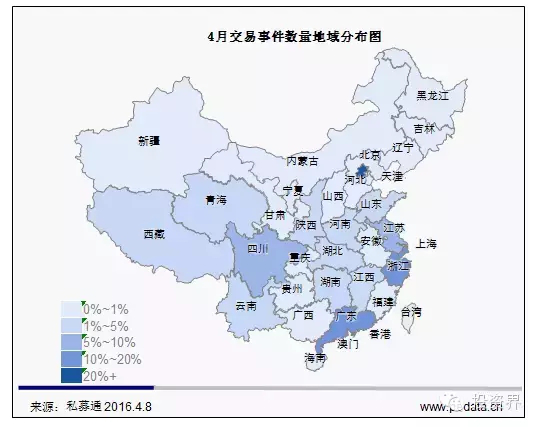 4月交易事件数量地域分布图
黑龙江
吉林
辽宁
新疆
内蒙古
北京
天津
河北
山西
宁夏
青海
甘肃
山东
陕西
河南
江苏
西藏
安徽
上海
四川
湖北
重庆
浙江
贵州
湖南
江西
云南
福建
广西
广东
台湾
香港
澳门
海南
0%~1%
1%~5%
5%~10%
10%~20%
20%+
来源：私募通 2016.4.8
投资界